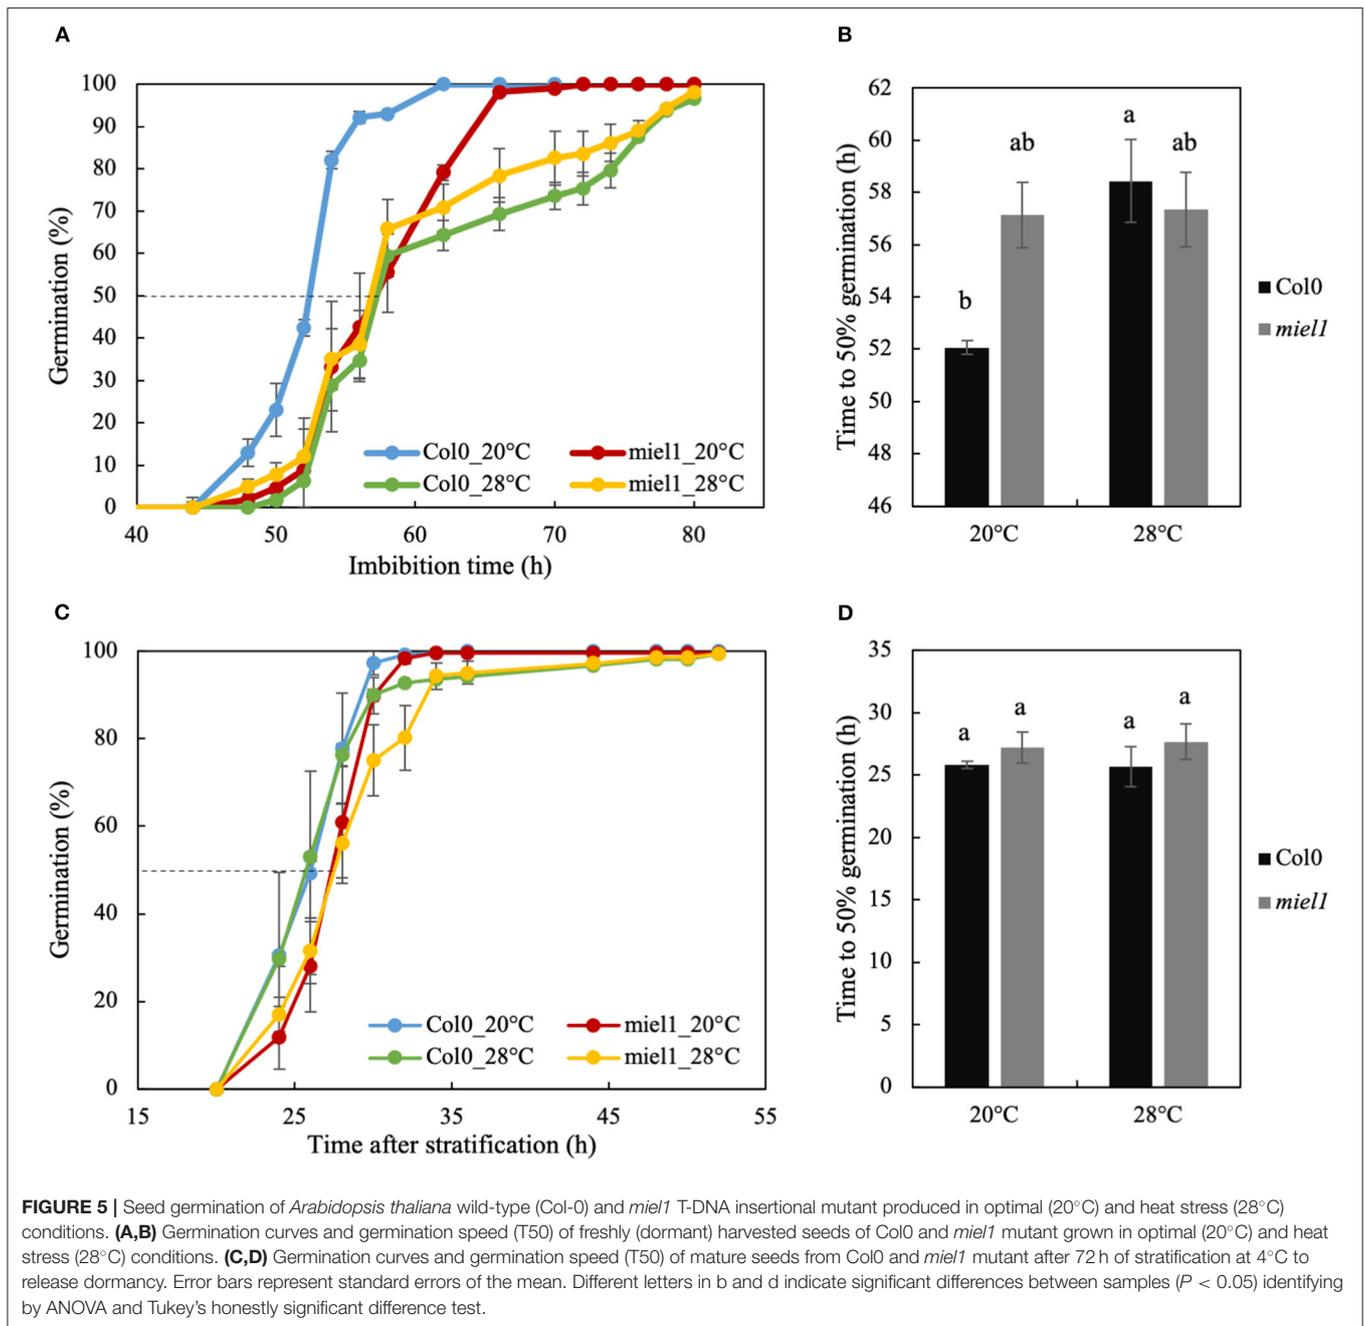 A
100
90
80
70
60
50
40
30
20
10
0
Germination (%)
Col0_20°C
miel1_20°C
Col0_28°C
miel1_28°C
40
50
60
70
80
Imbibition time (h)
B
62
60
58
56
54
52
50
48
46
Time to 50% germination (h)
b
ab
a
ab
20°C
28°C
Col0
miel1
C
100
80
60
40
20
0
Germination (%)
Col0_20°C
miel1_20°C
Col0_28°C
miel1_28°C
15
25
35
45
55
Time after stratification (h)
D
35
30
25
20
15
10
5
0
Time to 50% germination (h)
a
a
a
a
20°C
28°C
Col0
miel1
FIGURE 5 | Seed germination of Arabidopsis thaliana wild-type (Col-0) and miel1 T-DNA insertional mutant produced in optimal (20°C) and heat stress (28°C)
conditions. (A,B) Germination curves and germination speed (T50) of freshly (dormant) harvested seeds of Col0 and miel1 mutant grown in optimal (20°C) and heat
stress (28°C) conditions. (C,D) Germination curves and germination speed (T50) of mature seeds from Col0 and miel1 mutant after 72 h of stratification at 4°C to
release dormancy. Error bars represent standard errors of the mean. Different letters in b and d indicate significant differences between samples (P < 0.05) identifying
by ANOVA and Tukey's honestly significant difference test.